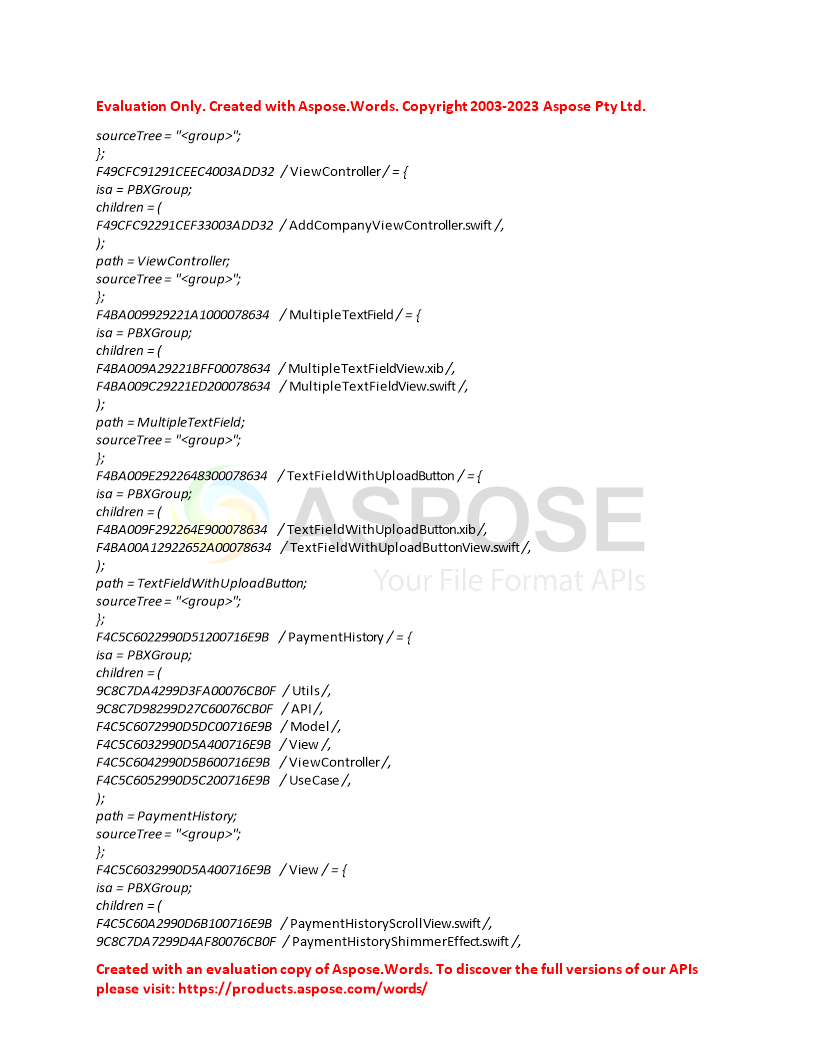 Evaluation Only. Created with Aspose.Words. Copyright 2003-2023 Aspose Pty Ltd.
sourceTree = "<group>";
};
F49CFC91291CEEC4003ADD32 / ViewController / = {
isa = PBXGroup;
children = (
F49CFC92291CEF33003ADD32 / AddCompanyViewController.swift /,
);
path = ViewController;
sourceTree = "<group>";
};
F4BA009929221A1000078634 / MultipleTextField / = {
isa = PBXGroup;
children = (
F4BA009A29221BFF00078634 / MultipleTextFieldView.xib /,
F4BA009C29221ED200078634 / MultipleTextFieldView.swift /,
);
path = MultipleTextField;
sourceTree = "<group>";
};
F4BA009E2922648300078634 / TextFieldWithUploadButton / = {
isa = PBXGroup;
children = (
F4BA009F292264E900078634 / TextFieldWithUploadButton.xib /,
F4BA00A12922652A00078634 / TextFieldWithUploadButtonView.swift /,
);
path = TextFieldWithUploadButton;
sourceTree = "<group>";
};
F4C5C6022990D51200716E9B / PaymentHistory / = {
isa = PBXGroup;
children = (
9C8C7DA4299D3FA00076CB0F / Utils /,
9C8C7D98299D27C60076CB0F / API /,
F4C5C6072990D5DC00716E9B / Model /,
F4C5C6032990D5A400716E9B / View /,
F4C5C6042990D5B600716E9B / ViewController /,
F4C5C6052990D5C200716E9B / UseCase /,
);
path = PaymentHistory;
sourceTree = "<group>";
};
F4C5C6032990D5A400716E9B / View / = {
isa = PBXGroup;
children = (
F4C5C60A2990D6B100716E9B / PaymentHistoryScrollView.swift /,
9C8C7DA7299D4AF80076CB0F / PaymentHistoryShimmerEffect.swift /,
Created with an evaluation copy of Aspose.Words. To discover the full versions of our APIs
please visit: https://products.aspose.com/words/
ASPOSE
Your File Format APIs